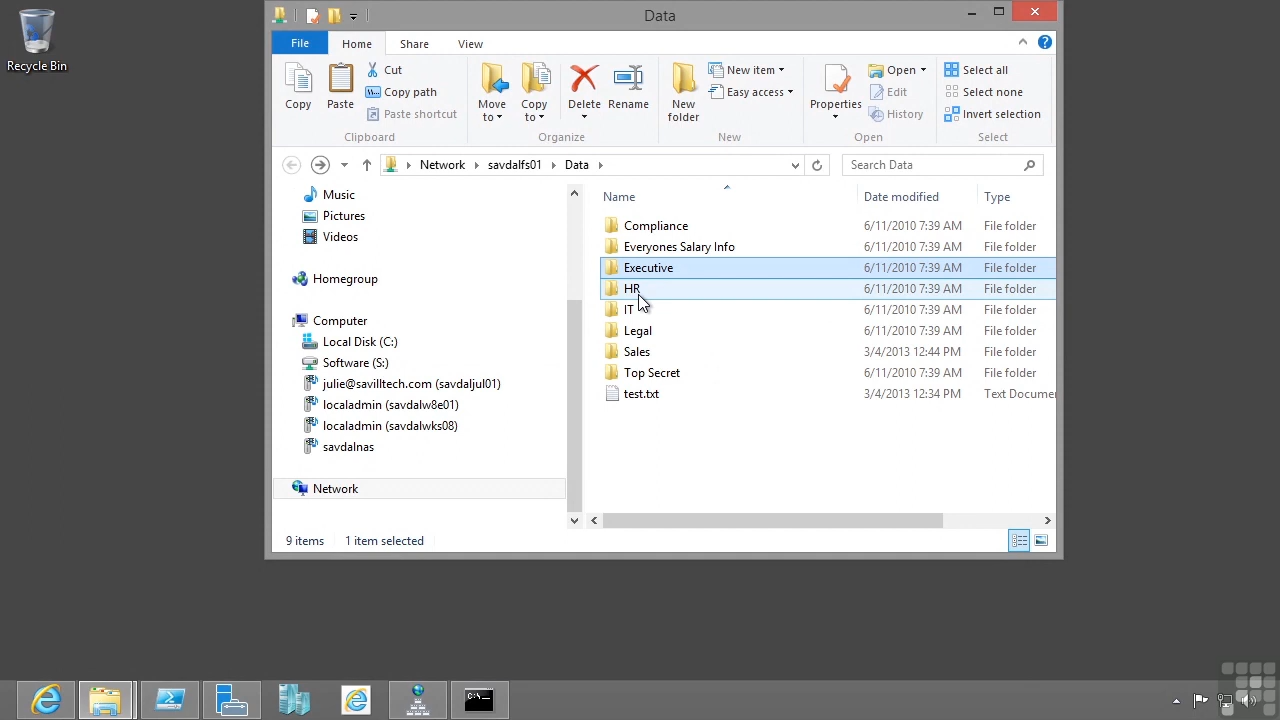 Recycle Bin
Data
File
Home
Share
View
Copy
Paste
Cut
Copy path
Paste shortcut
Clipboard
Move to
Copy to
Delete
Rename
Organize
New folder
New item
Easy access
New
Properties
Open
Edit
History
Open
Select all
Select none
Invert selection
Select
Network savdalfs01 Data
Search Data
Music
Pictures
Videos
Homegroup
Computer
Local Disk (C:)
Software (S:)
julie@savilltech.com (savdaljul01)
localadmin (savdalw8e01)
localadmin (savdalwks08)
savdalnas
Network
Name Date modified Type
Compliance 6/11/2010 7:39 AM File folder
Everyones Salary Info 6/11/2010 7:39 AM File folder
Executive 6/11/2010 7:39 AM File folder
HR 6/11/2010 7:39 AM File folder
IT 6/11/2010 7:39 AM File folder
Legal 6/11/2010 7:39 AM File folder
Sales 3/4/2013 12:44 PM File folder
Top Secret 6/11/2010 7:39 AM File folder
test.txt 3/4/2013 12:34 PM Text Docume
9 items 1 item selected
C:\